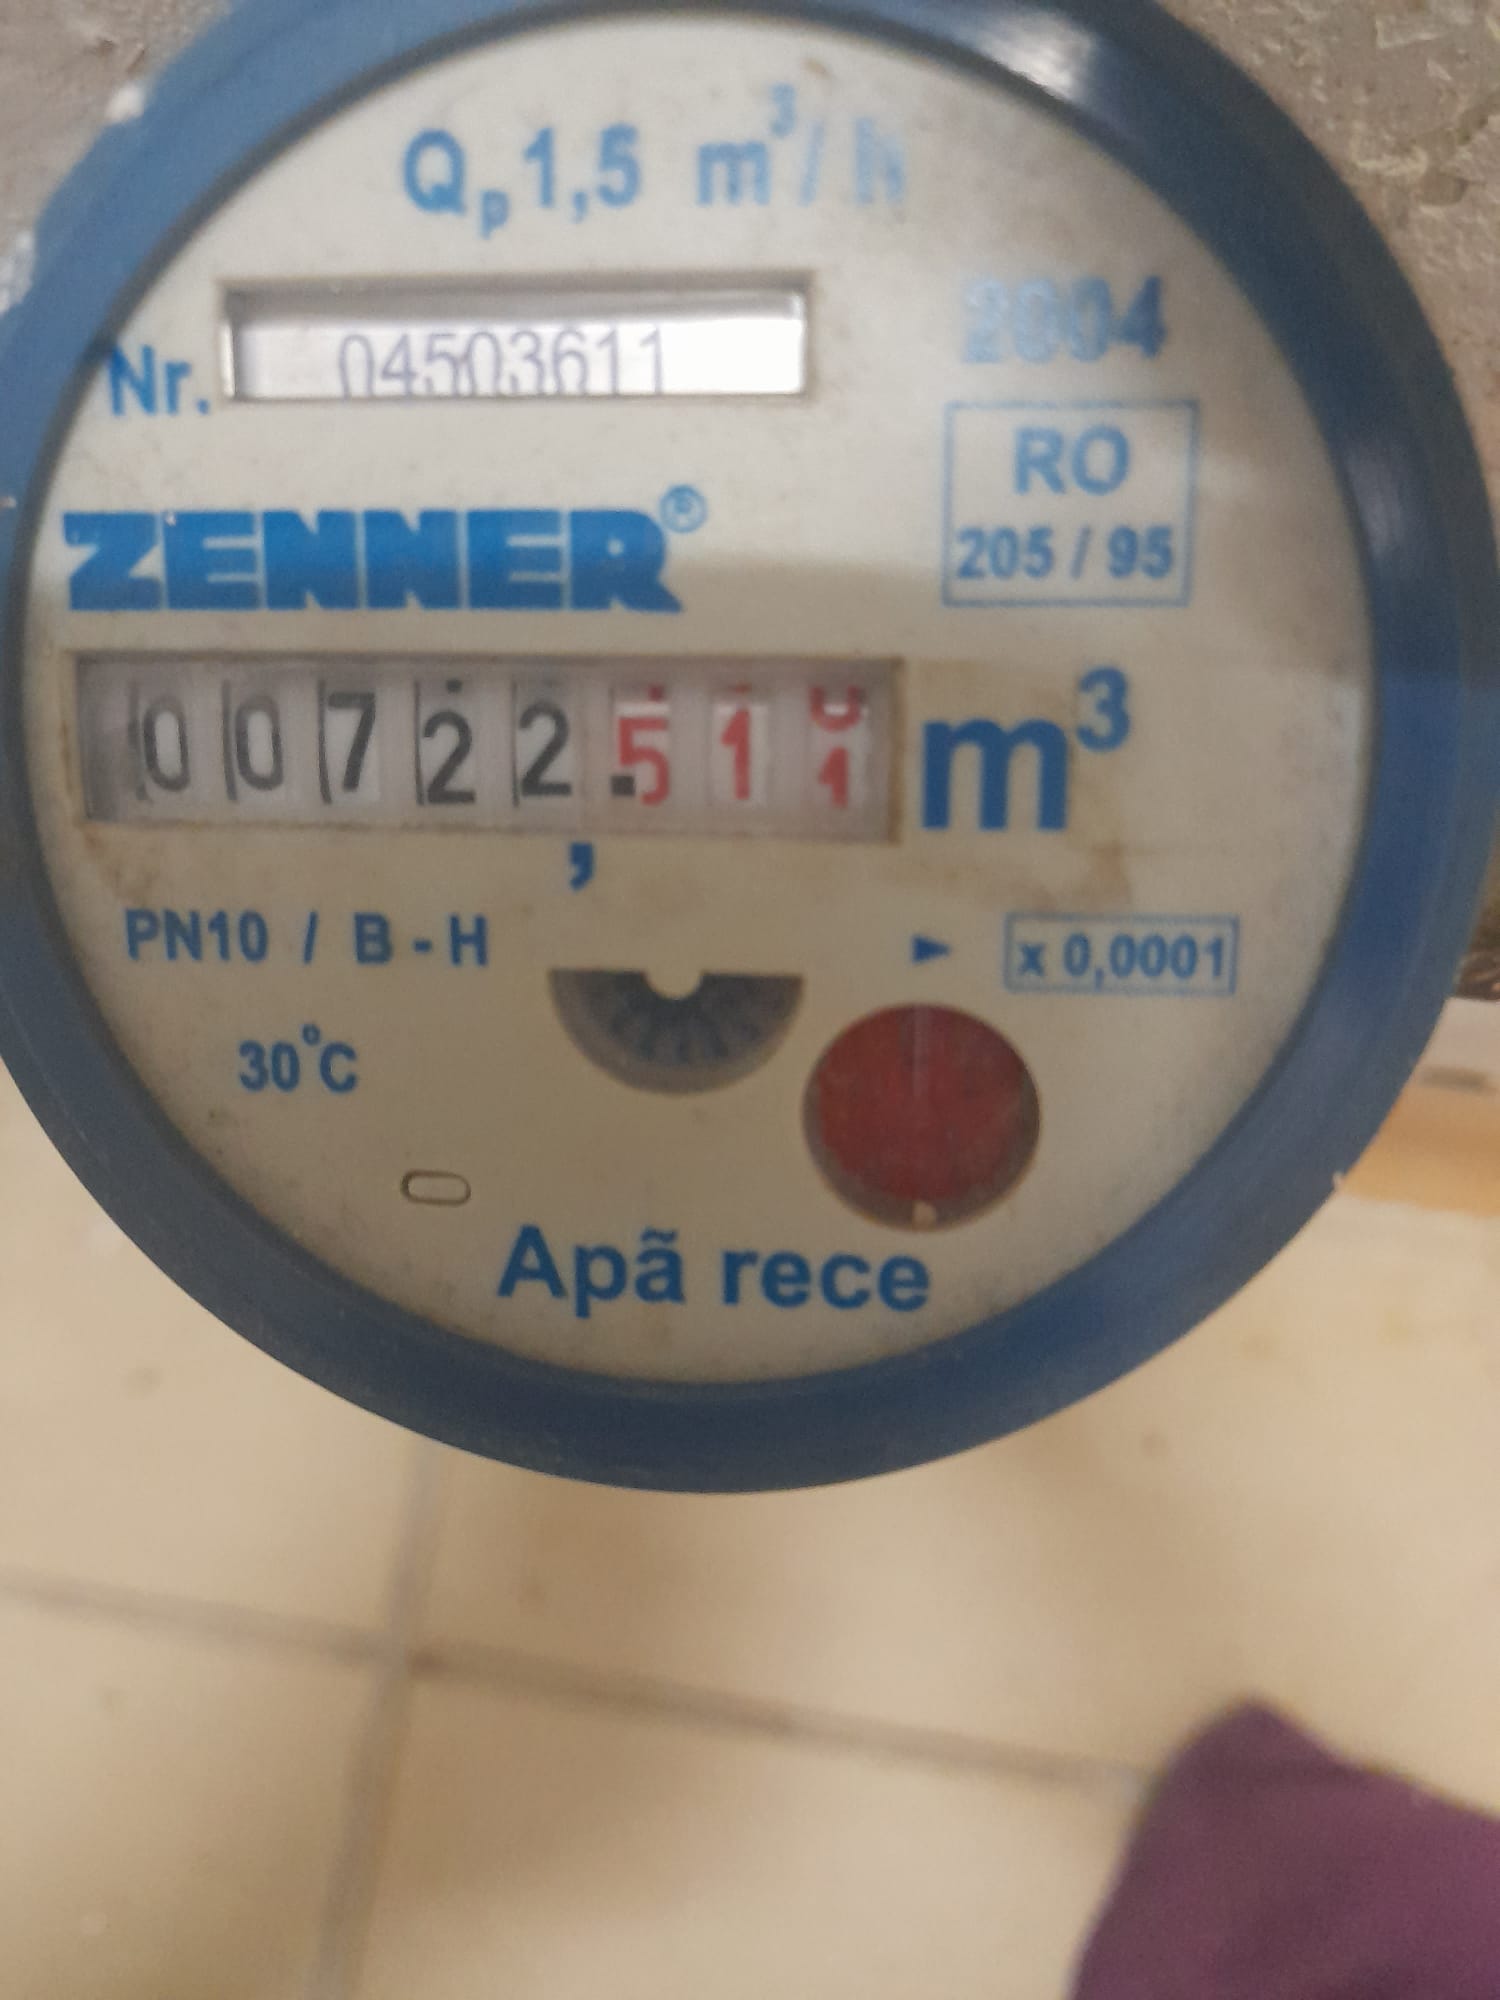 Qp 1,5 m³/h
2004
Nr. 04503611
RO
205 / 95
ZENNER®
00722.511 m³
,
PN10 / B - H
x 0,0001
30°C
Apã rece